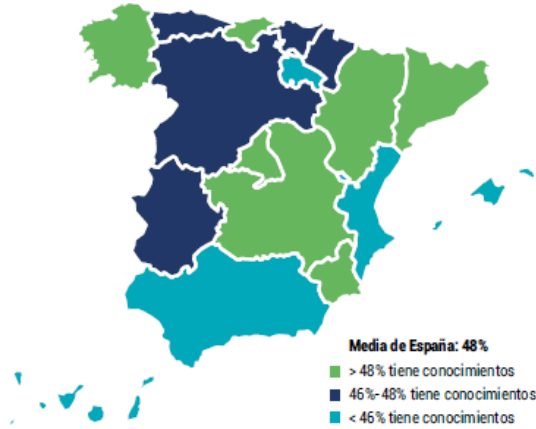 Media de España: 48%
> 48% tiene conocimientos
46%-48% tiene conocimientos
< 46% tiene conocimientos